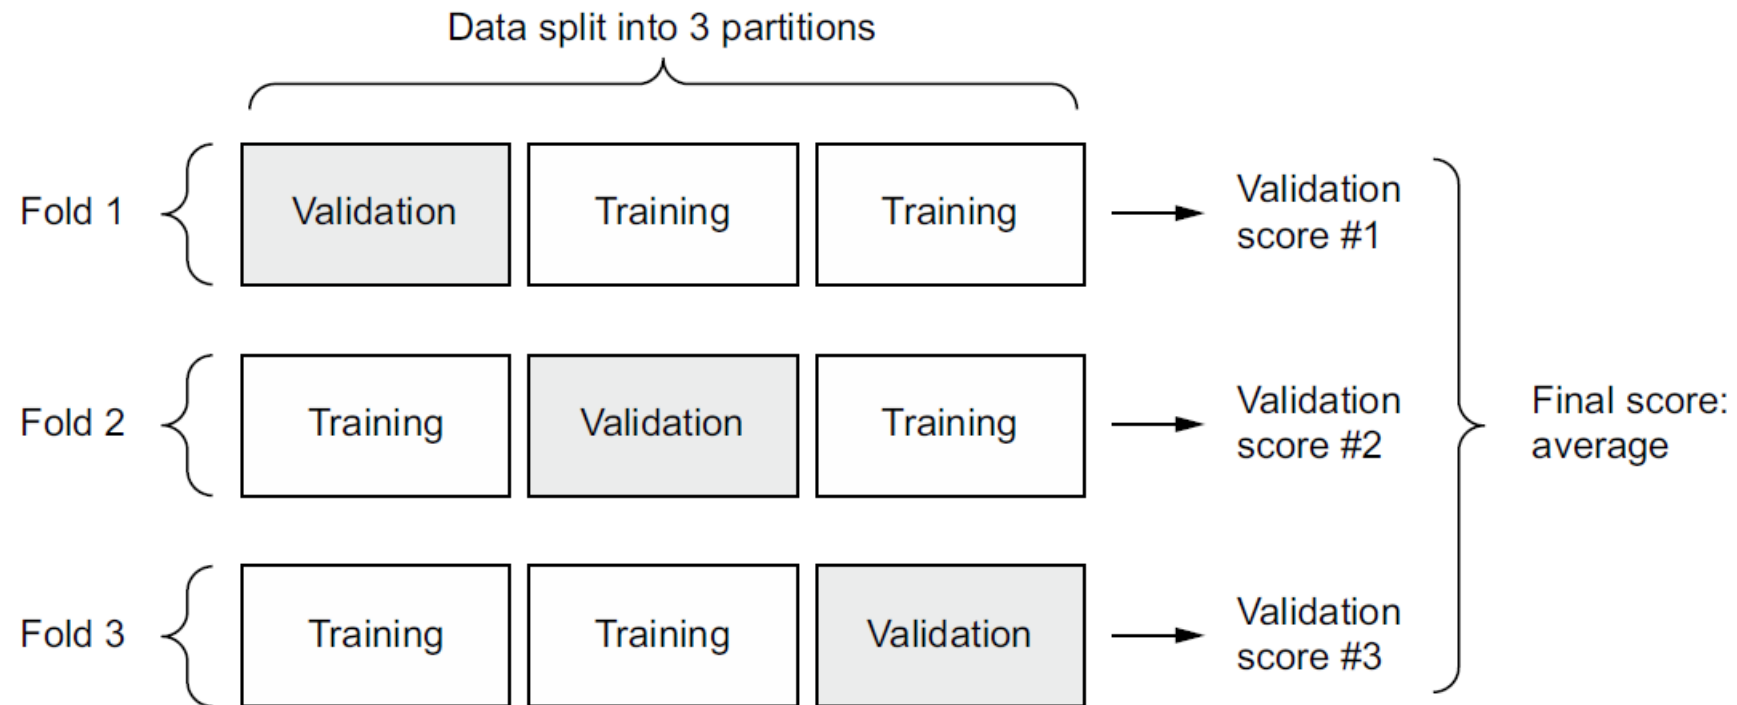 Data split into 3 partitions
Fold 1
Validation
Training
Training
Validation
score #1
Fold 2
Training
Validation
Training
Validation
score #2
Final score:
average
Fold 3
Training
Training
Validation
Validation
score #3